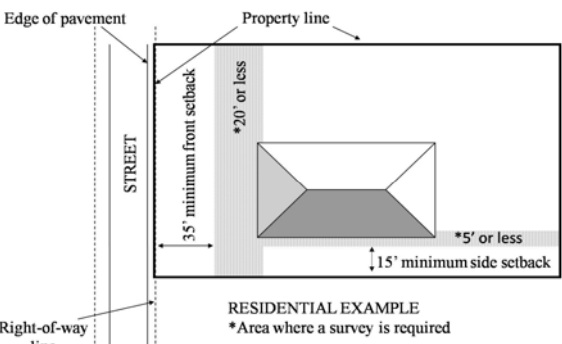 Edge of pavement
Property line
STREET
35' minimum front setback
*20' or less
*5' or less
15' minimum side setback
RESIDENTIAL EXAMPLE
*Area where a survey is required
Right-of-way
line